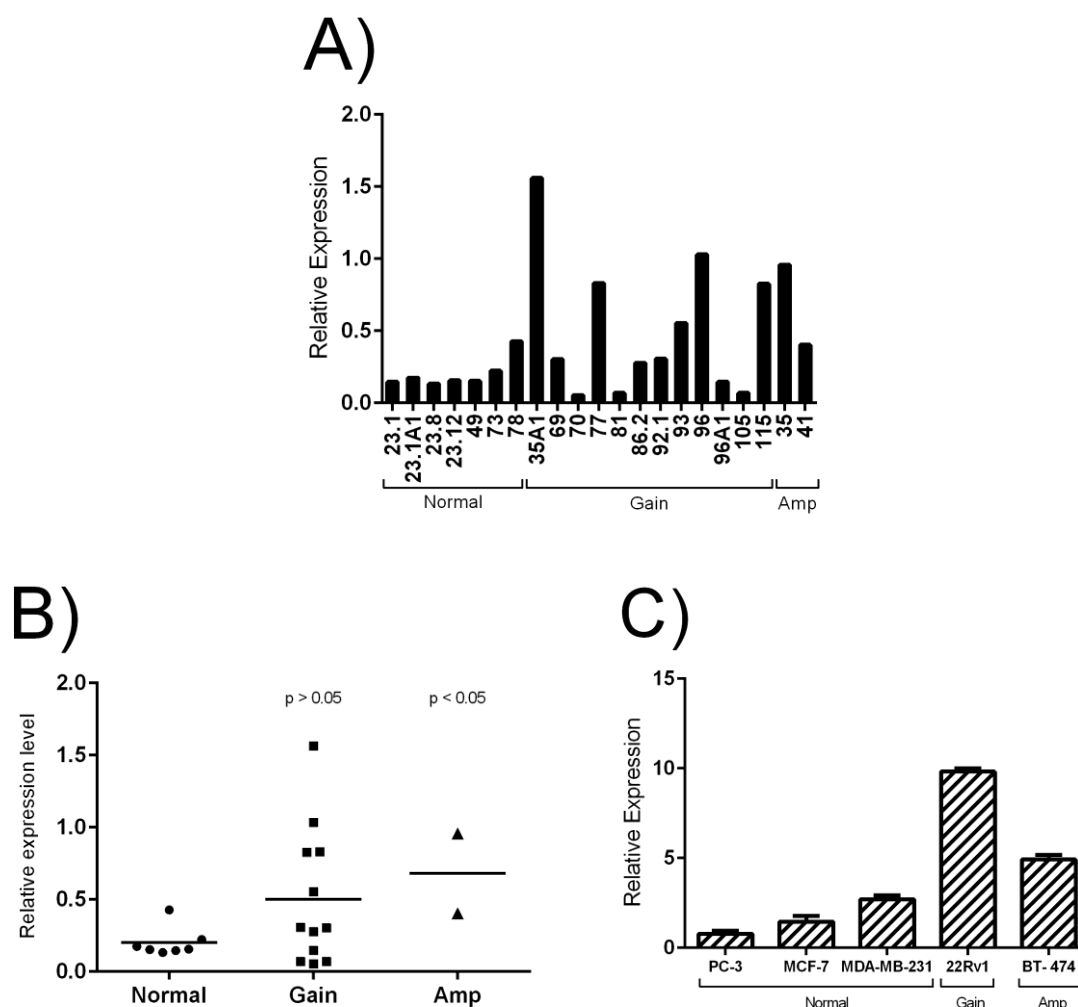 A)
Relative Expression
2.0
1.5
1.0
0.5
0.0
23.1
23.1A1
23.8
23.12
49
73
78
35A1
69
70
77
81
86.2
92.1
93
96
96A1
105
115
35
41
Normal Gain Amp
B)
Relative expression level
2.0
1.5
1.0
0.5
0.0
p > 0.05 p < 0.05
Normal Gain Amp
C)
Relative Expression
15
10
5
0
PC-3 MCF-7 MDA-MB-231 22Rv1 BT- 474
Normal Gain Amp